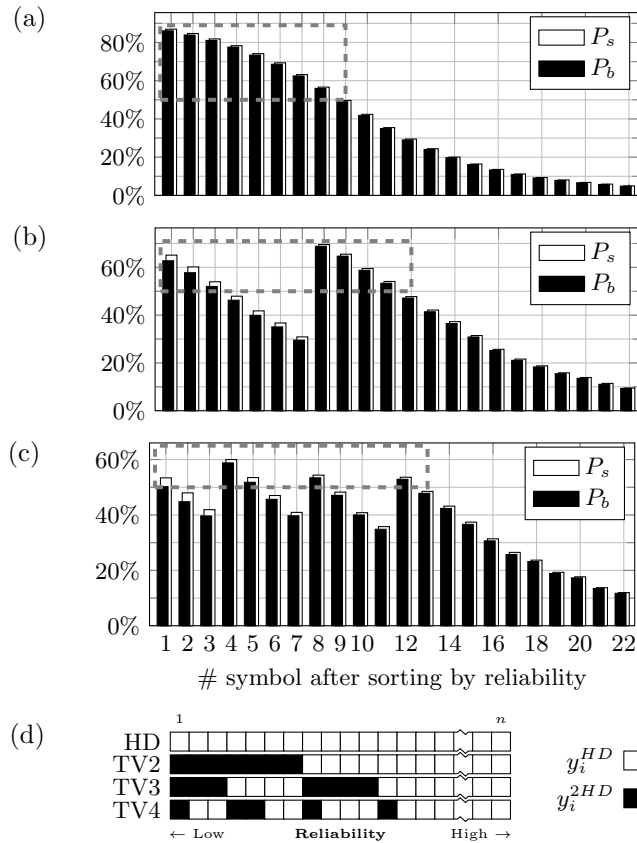 (a)
80%
60%
40%
20%
0%
P_s
P_b
(b)
60%
40%
20%
0%
P_s
P_b
(c)
60%
40%
20%
0%
P_s
P_b
1 2 3 4 5 6 7 8 9 10 12 14 16 18 20 22
# symbol after sorting by reliability
(d)
1 n
HD
TV2
TV3
TV4
← Low Reliability High →
y_i^{HD}
y_i^{2HD}